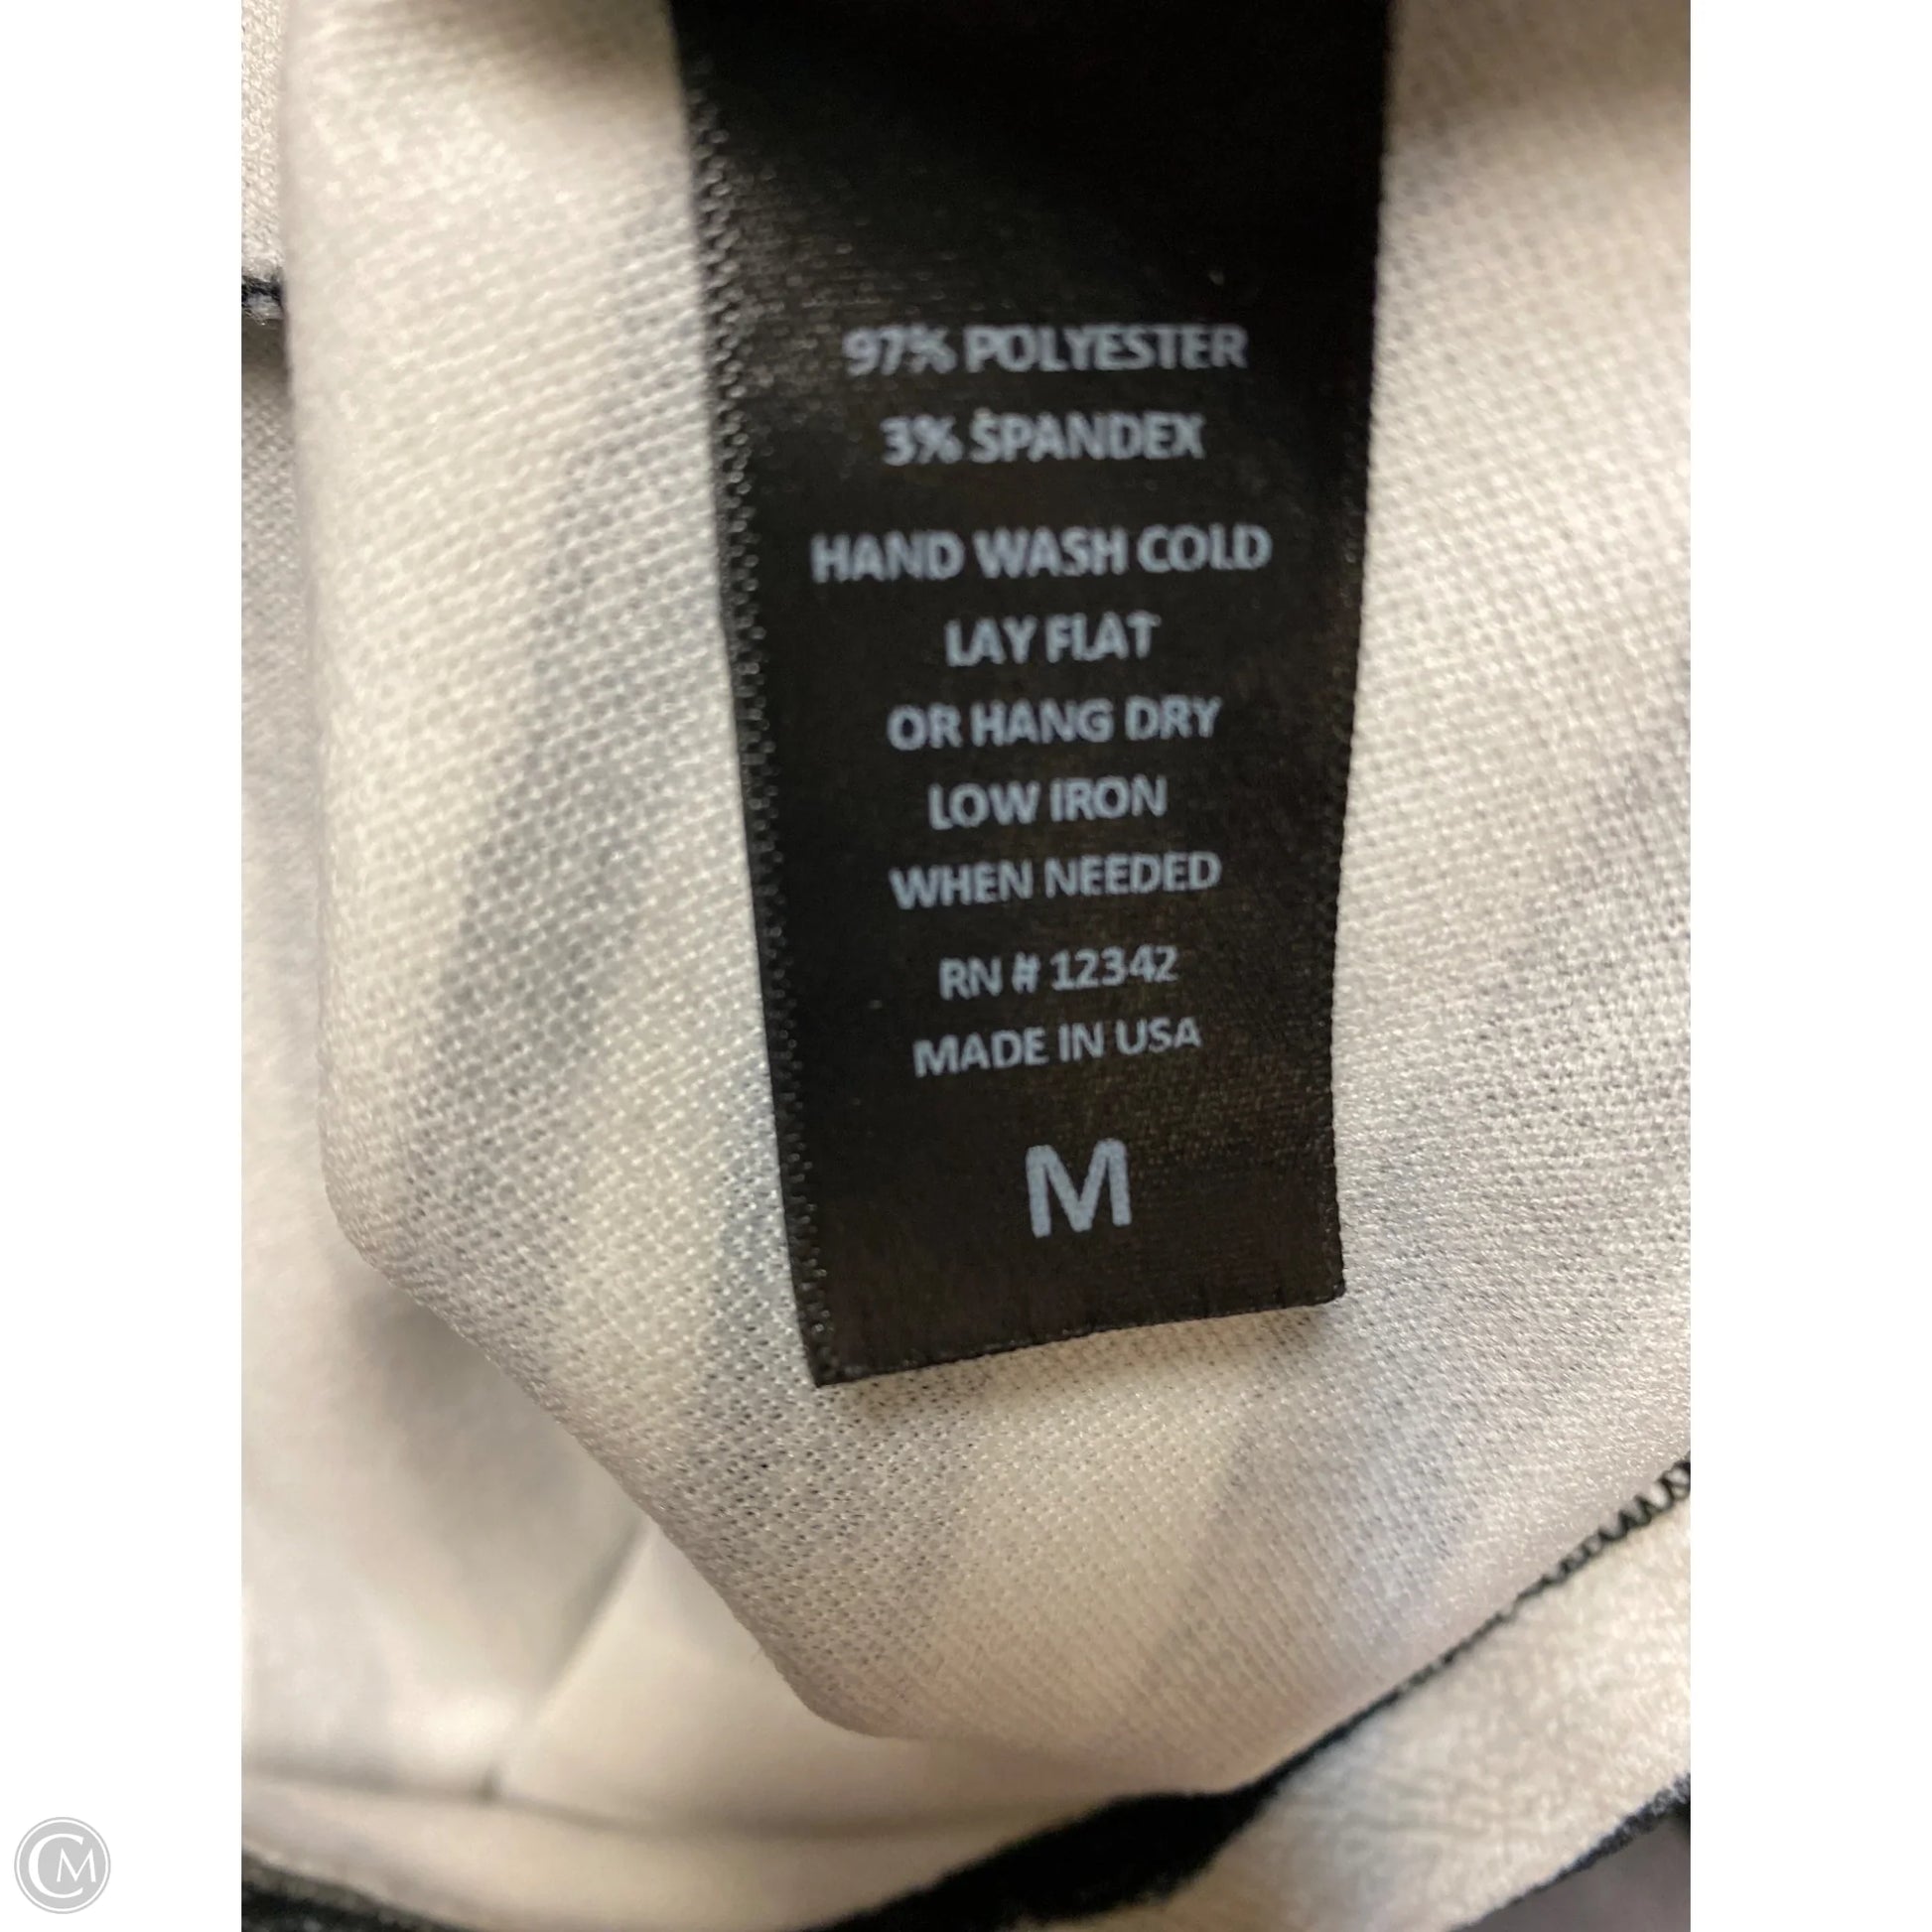 97% POLYESTER
3% SPANDEX
HAND WASH COLD
LAY FLAT
OR HANG DRY
LOW IRON
WHEN NEEDED
RN # 12342
MADE IN USA
M
CM